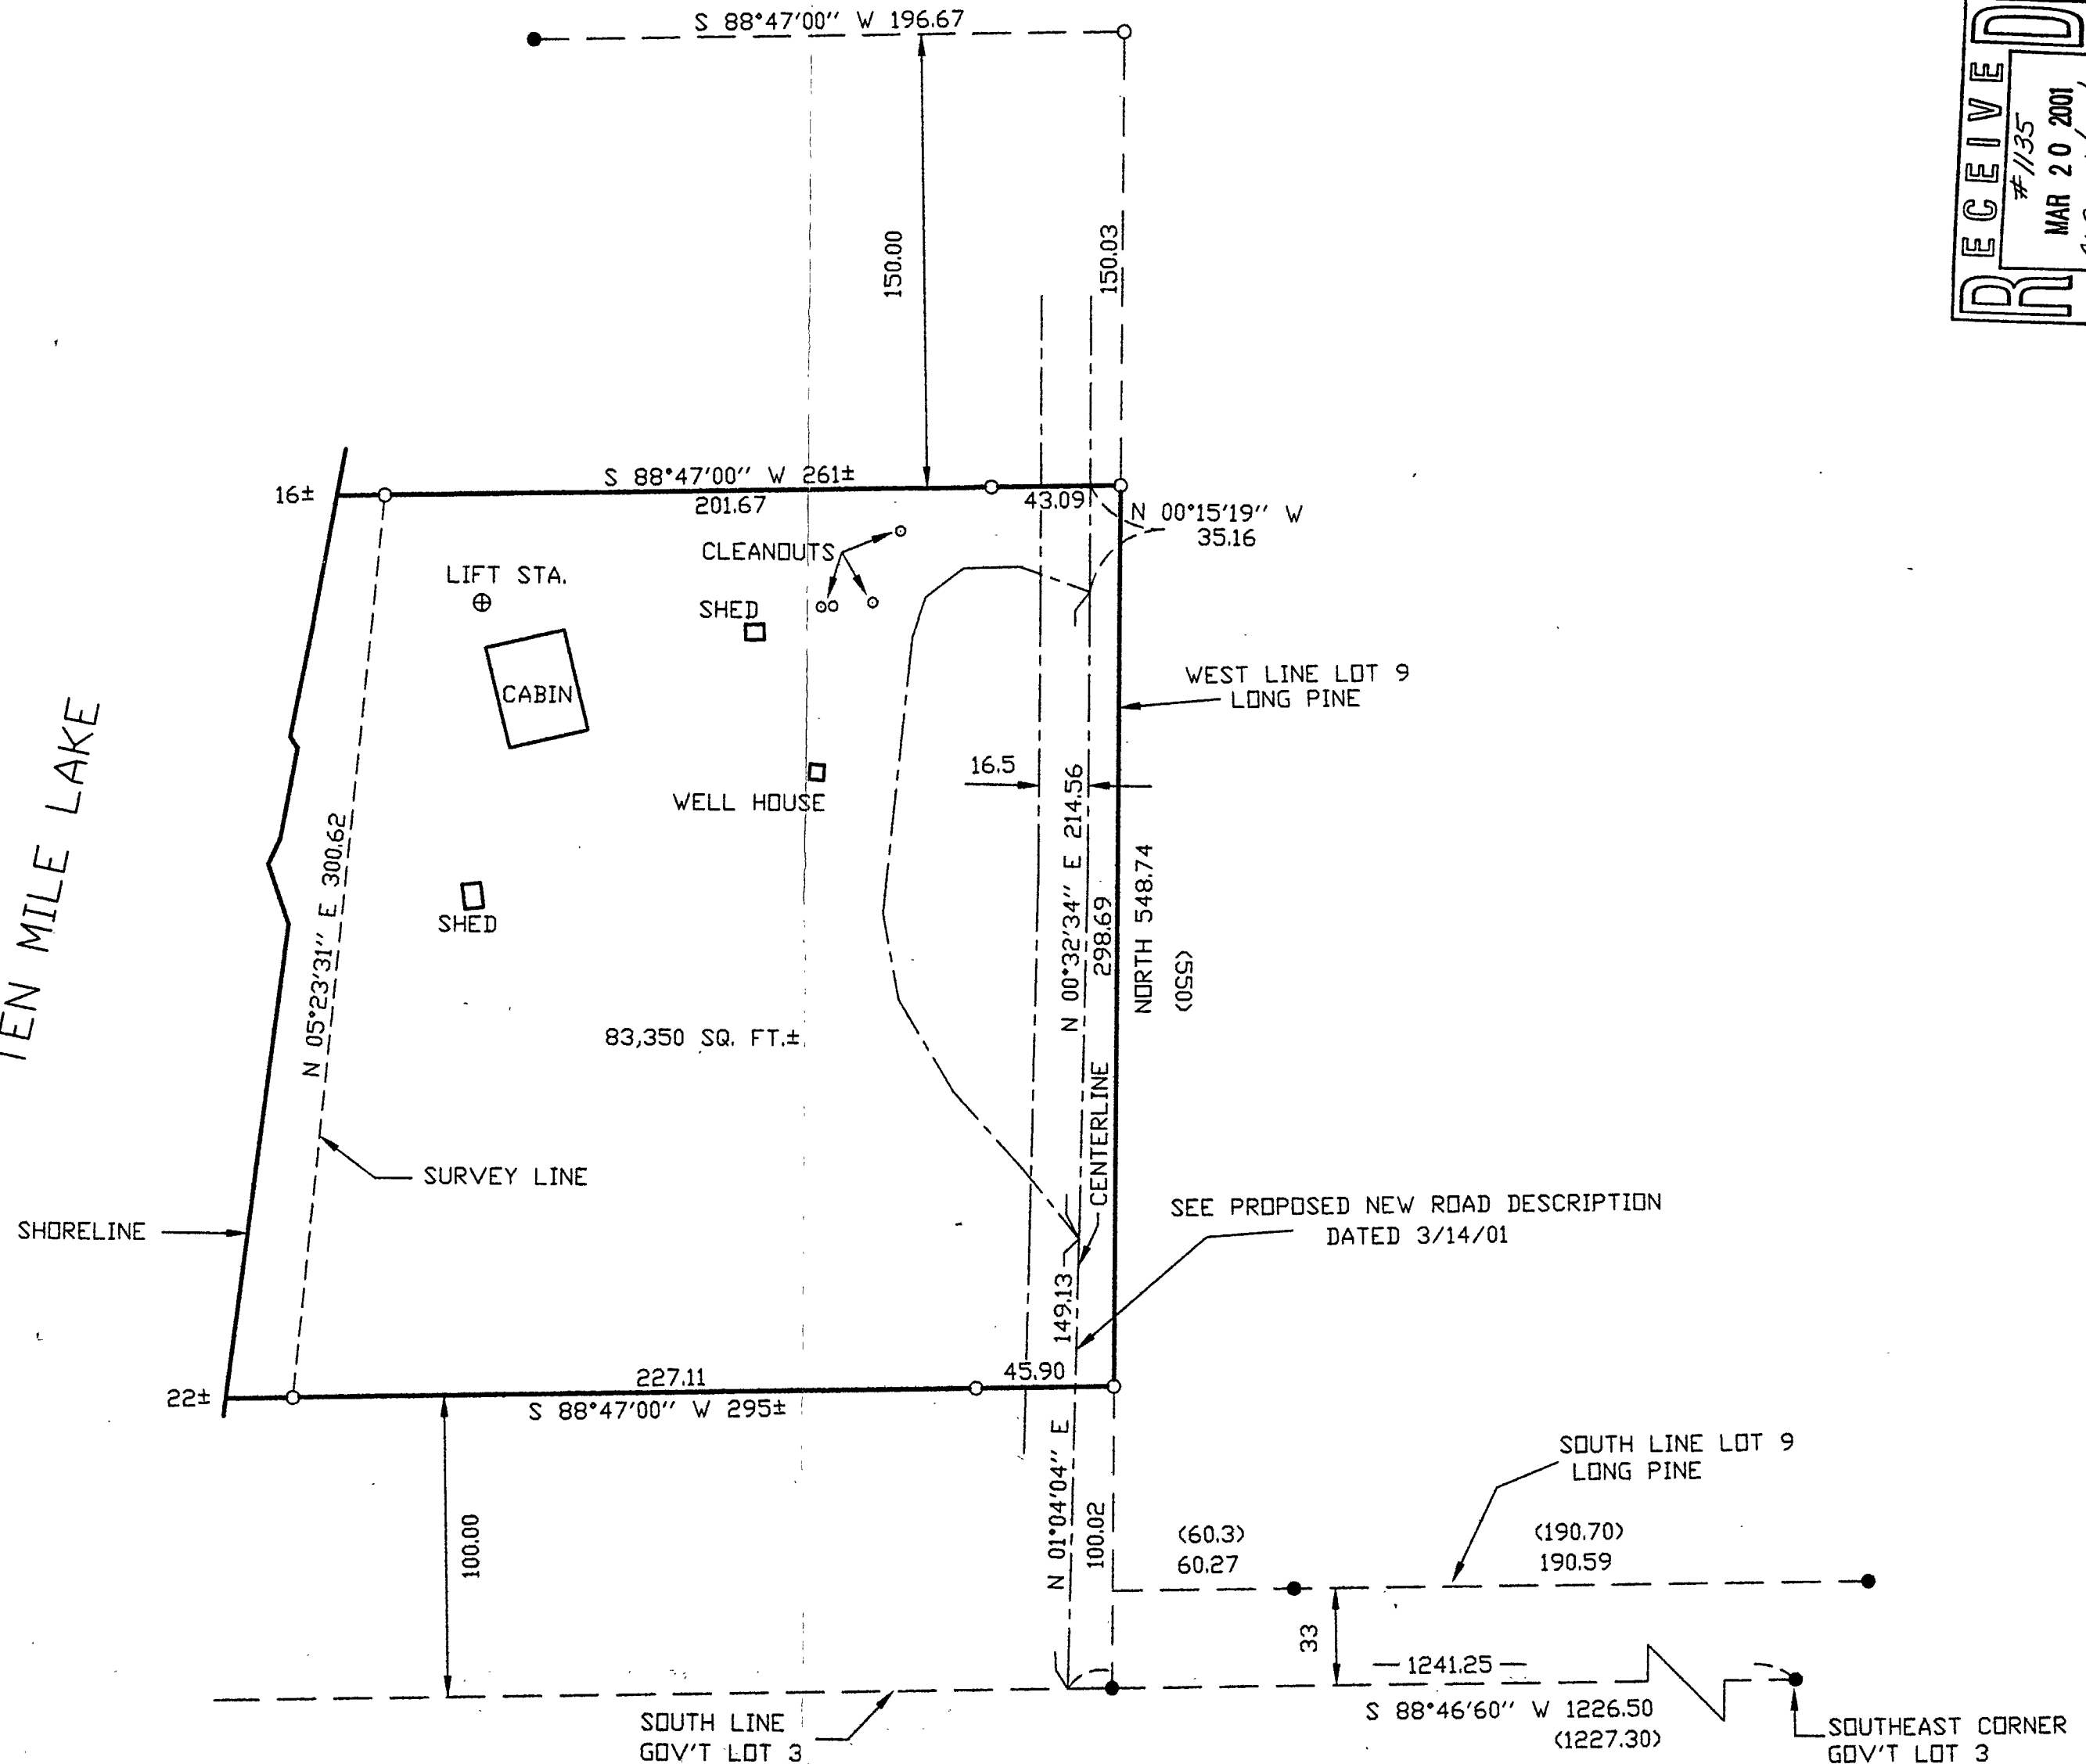 S 88°47'00" W 196.67
RECEIVED
#1135
MAR 20 2001
150.00
150.03
S 88°47'00" W 261±
16±
201.67
43.09
N 00°15'19" W
35.16
CLEANOUTS
LIFT STA.
SHED
CABIN
WEST LINE LOT 9
LONG PINE
TEN MILE LAKE
16.5
WELL HOUSE
N 05°23'31" E 300.62
N 00°32'34" E 214.56
298.69
NORTH 548.74
(550)
SHED
83,350 SQ. FT.±
CENTERLINE
SURVEY LINE
SEE PROPOSED NEW ROAD DESCRIPTION
DATED 3/14/01
SHORELINE
149.13
227.11
45.90
22±
S 88°47'00" W 295±
N 01°04'04" E
100.02
100.00
SOUTH LINE LOT 9
LONG PINE
(60.3)
60.27
(190.70)
190.59
33
1241.25
S 88°46'60" W 1226.50
(1227.30)
SOUTH LINE
GOV'T LOT 3
SOUTHEAST CORNER
GOV'T LOT 3